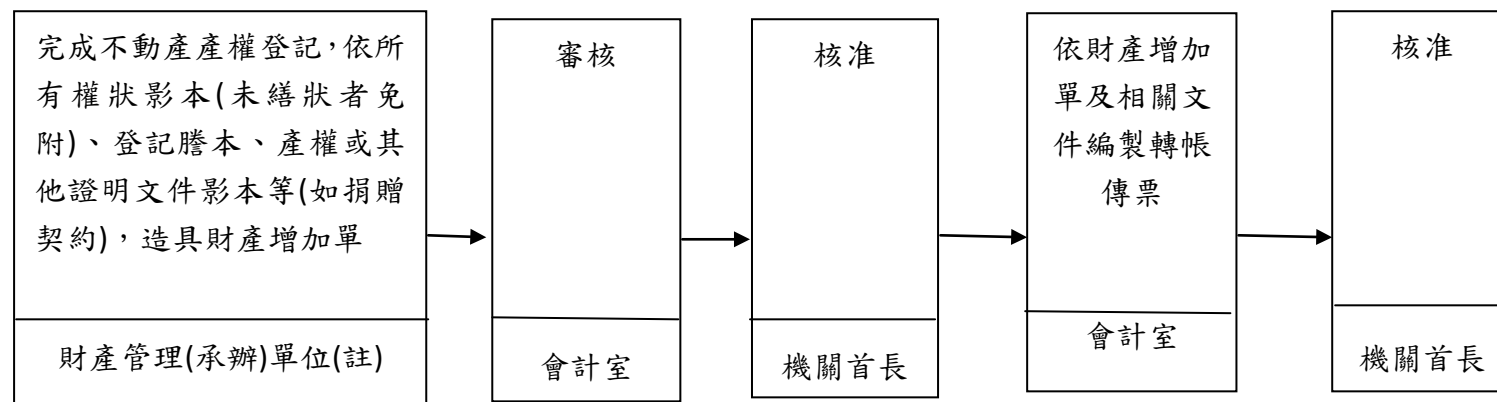 完成不動產產權登記，依所
有權狀影本(未繕狀者免
附)、登記謄本、產權或其
他證明文件影本等(如捐贈
契約)，造具財產增加單
財產管理(承辦)單位(註)
審核
會計室
核准
機關首長
依財產增加
單及相關文
件編製轉帳
傳票
會計室
核准
機關首長